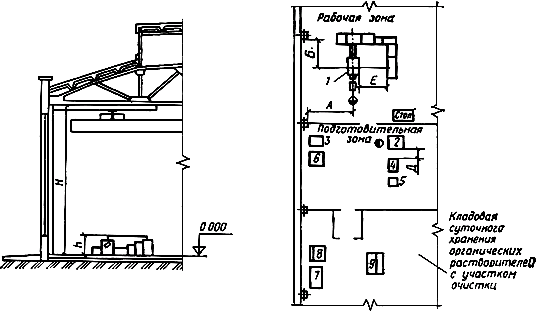 H
h
0 000
Рабочая зона
Б.
1
E
A
Стол
Подготовительная
зона
3
2
6
4
Д
5
8
7
9
Кладовая
суточного
хранения
органических
растворителей
с участком
очистки